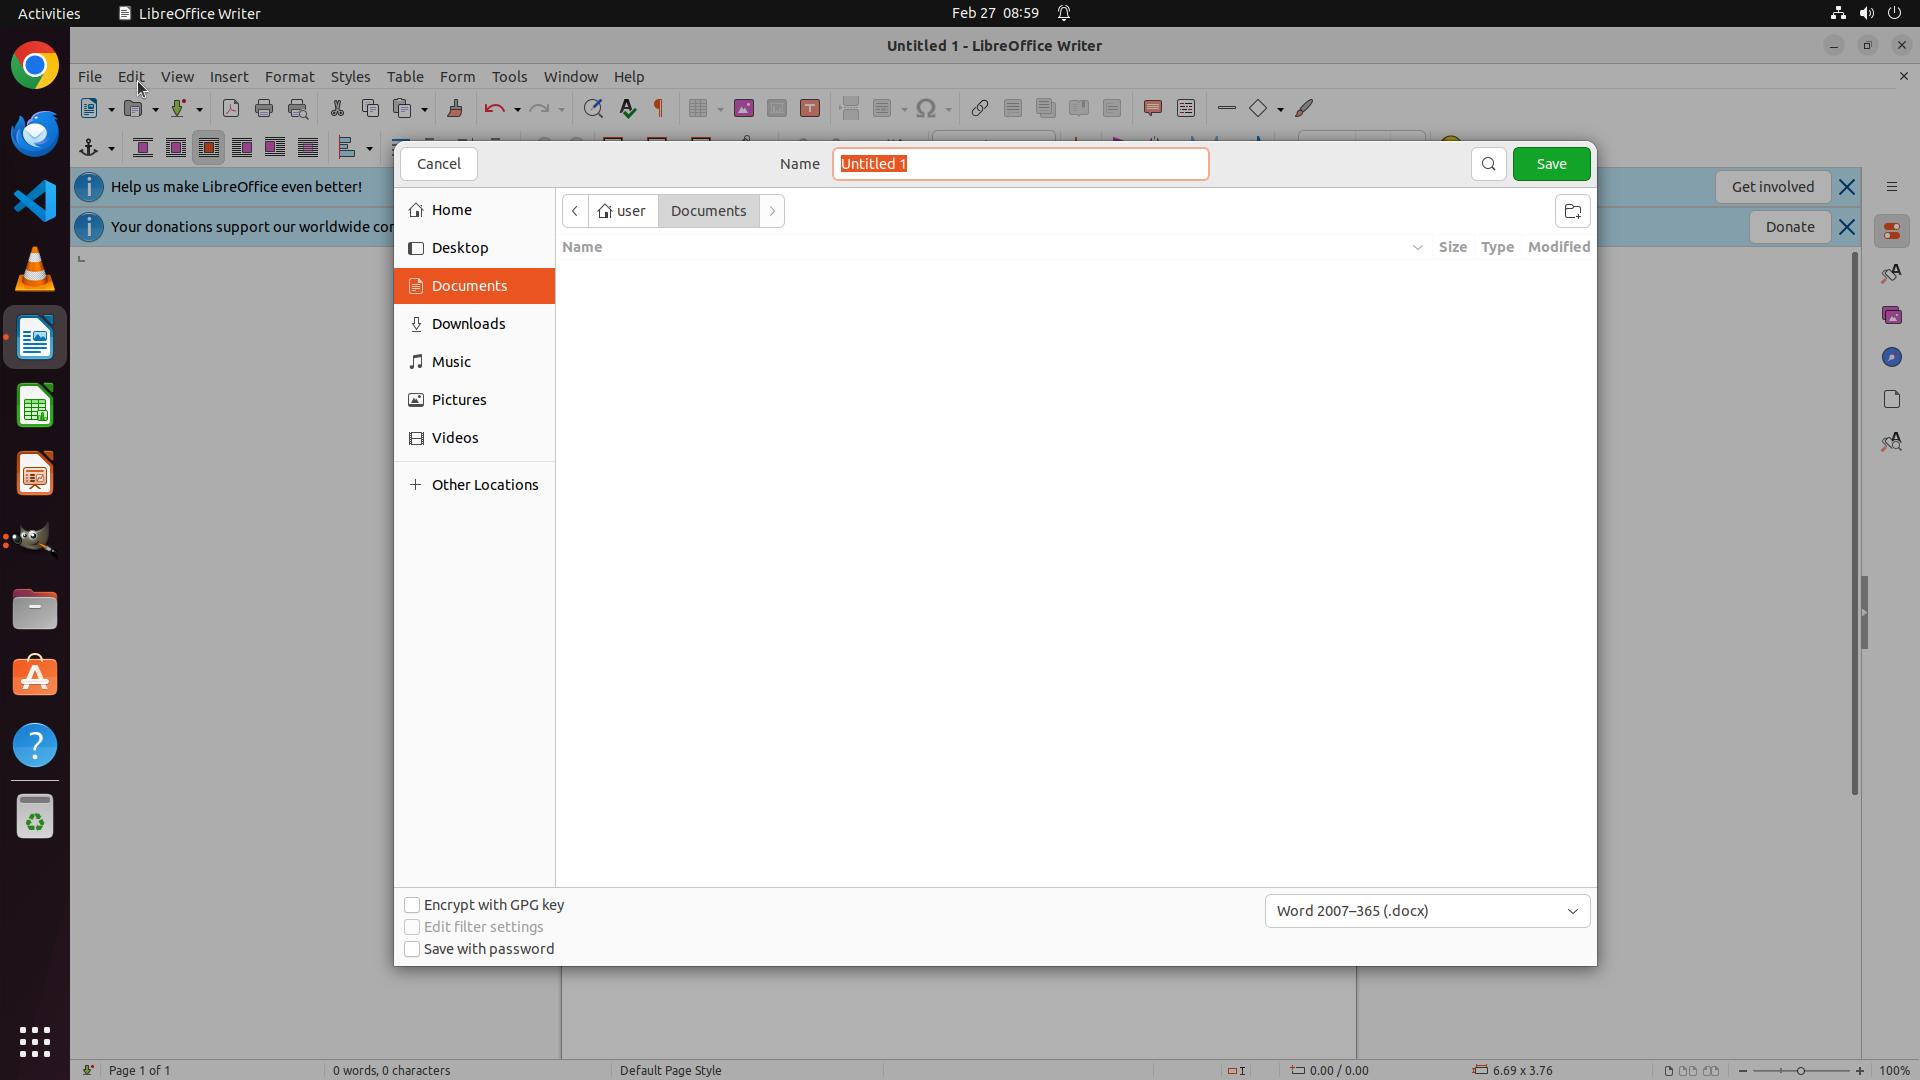 Activities
LibreOffice Writer
Feb 27 08:59
Untitled 1 - LibreOffice Writer
File Edit View Insert Format Styles Table Form Tools Window Help
Cancel
Name
Untitled 1
Save
Help us make LibreOffice even better!
Get involved
Your donations support our worldwide co
Donate
Home
user
Documents
Desktop
Name
Size
Type
Modified
Documents
Downloads
Music
Pictures
Videos
Other Locations
Encrypt with GPG key
Edit filter settings
Save with password
Word 2007–365 (.docx)
Page 1 of 1
0 words, 0 characters
Default Page Style
0.00 / 0.00
6.69 x 3.76
100%